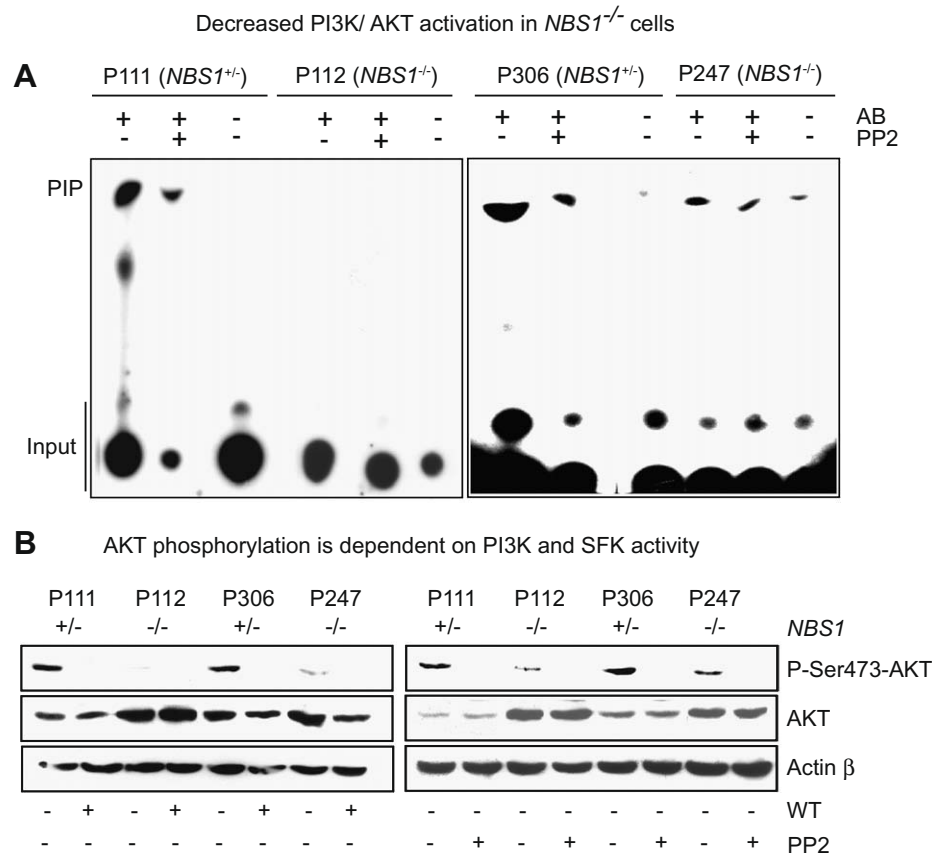 Decreased PI3K/ AKT activation in NBS1-/- cells
A P111 (NBS1+/-) P112 (NBS1-/-) P306 (NBS1+/-) P247 (NBS1-/-)
+ + - + + - + + - + + - AB
- + - - + - - + - - + - PP2
PIP
Input
B AKT phosphorylation is dependent on PI3K and SFK activity
P111 P112 P306 P247 P111 P112 P306 P247
+/- -/- +/- -/- +/- -/- +/- -/- NBS1
P-Ser473-AKT
AKT
Actin β
- + - + - + - + - - - - - - - - WT
- - - - - - - - - + - + - + - + PP2